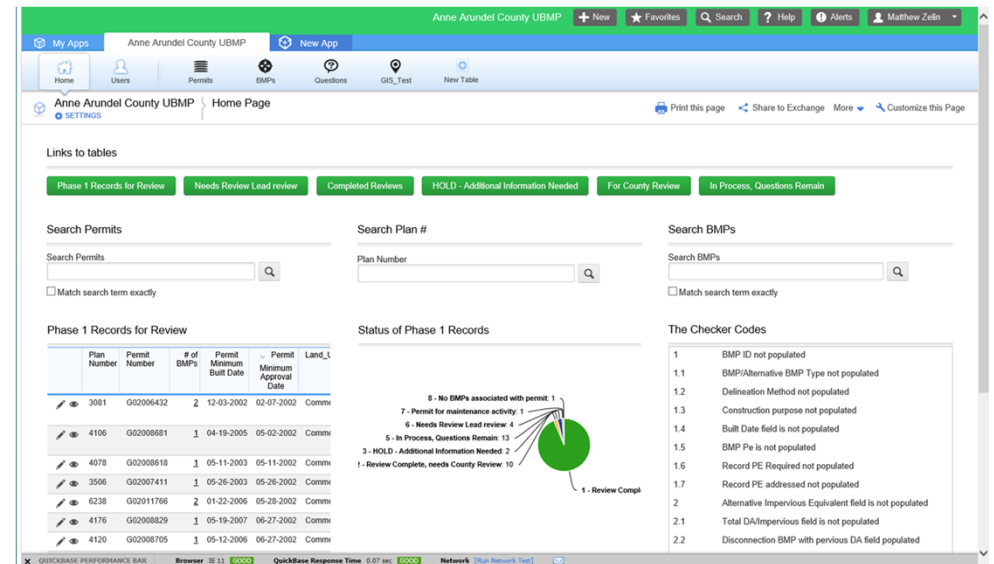 Anne Arundel County UBMP New Favorites Search ? Help Alerts Matthew Zelin
My Apps Anne Arundel County UBMP New App
Home Users Permits BMPs Questions GIS_Test New Table
Anne Arundel County UBMP Home Page
SETTINGS
Print this page Share to Exchange More Customize this Page
Links to tables
Phase 1 Records for Review Needs Review Lead review Completed Reviews HOLD - Additional Information Needed For County Review In Process, Questions Remain
Search Permits
Search Permits
Match search term exactly
Search Plan #
Plan Number
Search BMPs
Search BMPs
Match search term exactly
Phase 1 Records for Review
Plan Number Permit Number # of BMPs Permit Minimum Built Date Permit Minimum Approval Date Land_U
3081 G02006432 2 12-03-2002 02-07-2002 Comme
4106 G02008681 1 04-19-2005 05-02-2002 Comme
4078 G02008618 1 05-11-2003 05-11-2002 Comme
3506 G02007411 1 05-26-2003 05-26-2002 Comme
6238 G02011766 2 01-22-2006 05-28-2002 Comme
4176 G02008829 1 05-19-2007 06-27-2002 Comme
4120 G02008705 1 05-12-2006 06-27-2002 Comme
Status of Phase 1 Records
8 - No BMPs associated with permit: 1
7 - Permit for maintenance activity: 1
6 - Needs Review Lead review: 4
5 - In Process, Questions Remain: 13
3 - HOLD - Additional Information Needed: 2
- Review Complete, needs County Review: 10
1 - Review Compl
The Checker Codes
1 BMP ID not populated
1.1 BMP/Alternative BMP Type not populated
1.2 Delineation Method not populated
1.3 Construction purpose not populated
1.4 Built Date field is not populated
1.5 BMP Pe is not populated
1.6 Record PE Required not populated
1.7 Record PE addressed not populated
2 Alternative Impervious Equivalent field is not populated
2.1 Total DA/Impervious field is not populated
2.2 Disconnection BMP with pervious DA field populated
X QUICKBASE PERFORMANCE BAR Browser IE 11 GOOD QuickBase Response Time 0.07 sec GOOD Network [Run Network Test]